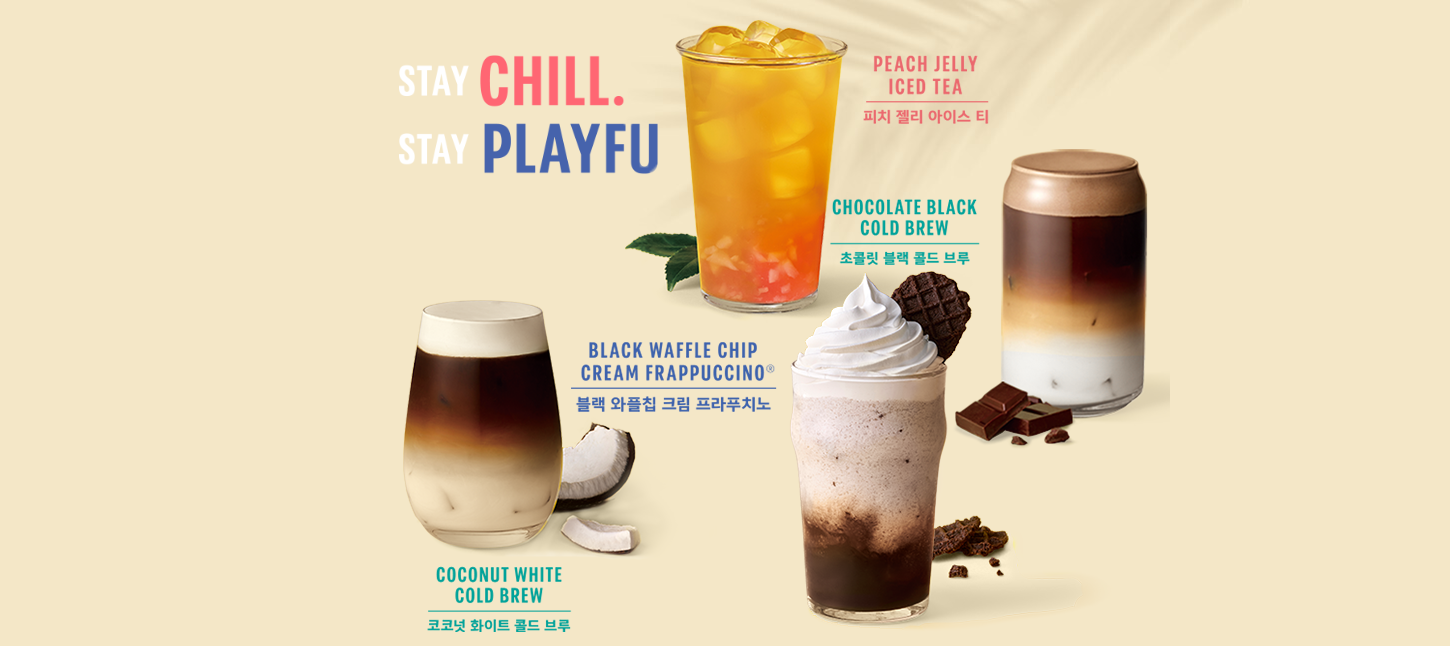 STAY CHILL.
STAY PLAYFU
PEACH JELLY
ICED TEA
피치 젤리 아이스 티
CHOCOLATE BLACK
COLD BREW
초콜릿 블랙 콜드 브루
BLACK WAFFLE CHIP
CREAM FRAPPUCCINO®
블랙 와플칩 크림 프라푸치노
COCONUT WHITE
COLD BREW
코코넛 화이트 콜드 브루